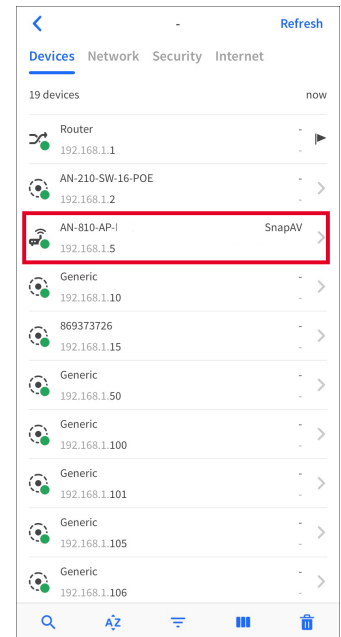 -
Refresh
Devices Network Security Internet
19 devices now
Router -
192.168.1.1 -
AN-210-SW-16-POE -
192.168.1.2 -
AN-810-AP-I SnapAV
192.168.1.5 -
Generic -
192.168.1.10 -
869373726 -
192.168.1.15 -
Generic -
192.168.1.50 -
Generic -
192.168.1.100 -
Generic -
192.168.1.101 -
Generic -
192.168.1.105 -
Generic -
192.168.1.106 -
AZ